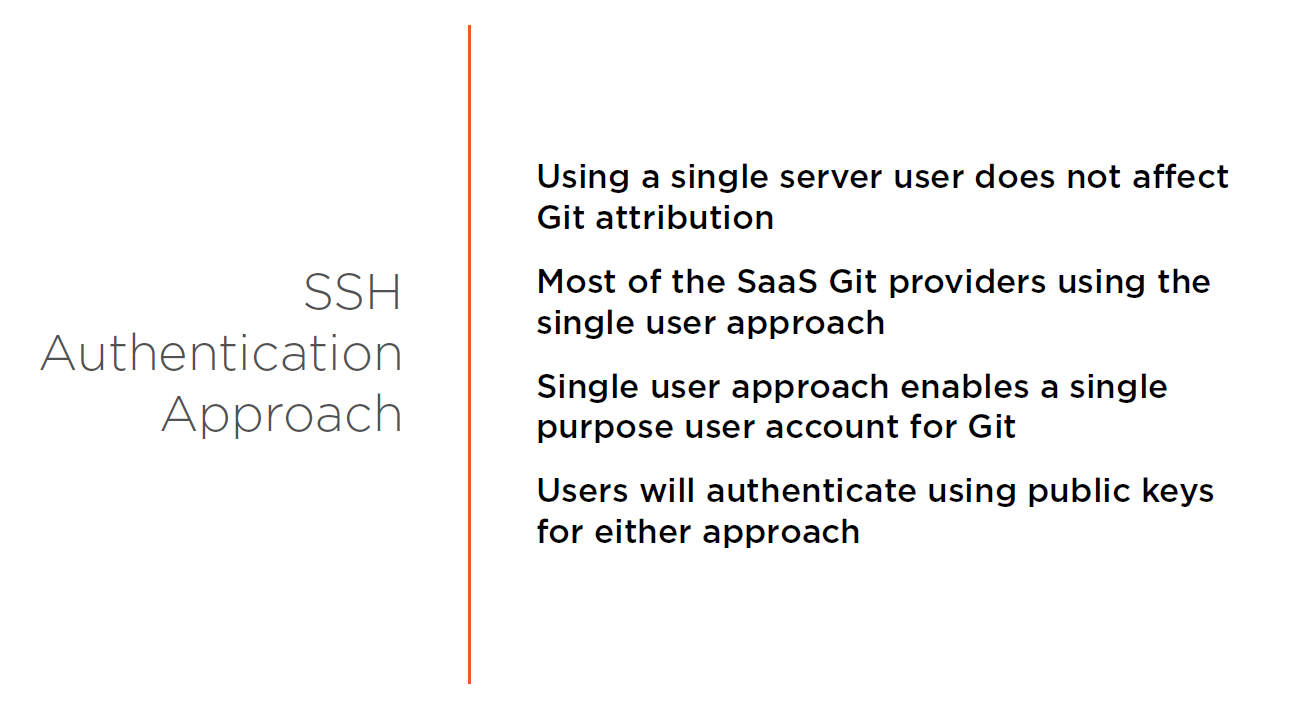 SSH
Authentication
Approach
Using a single server user does not affect
Git attribution
Most of the SaaS Git providers using the
single user approach
Single user approach enables a single
purpose user account for Git
Users will authenticate using public keys
for either approach